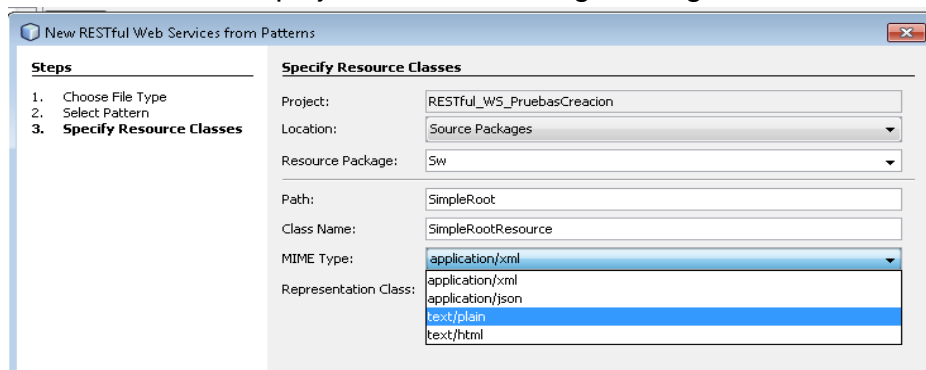 New RESTful Web Services from Patterns
Steps
1. Choose File Type
2. Select Pattern
3. Specify Resource Classes
Specify Resource Classes
Project: RESTful_WS_PruebasCreacion
Location: Source Packages
Resource Package: Sw
Path: SimpleRoot
Class Name: SimpleRootResource
MIME Type: application/xml
Representation Class:
application/xml
application/json
text/plain
text/html